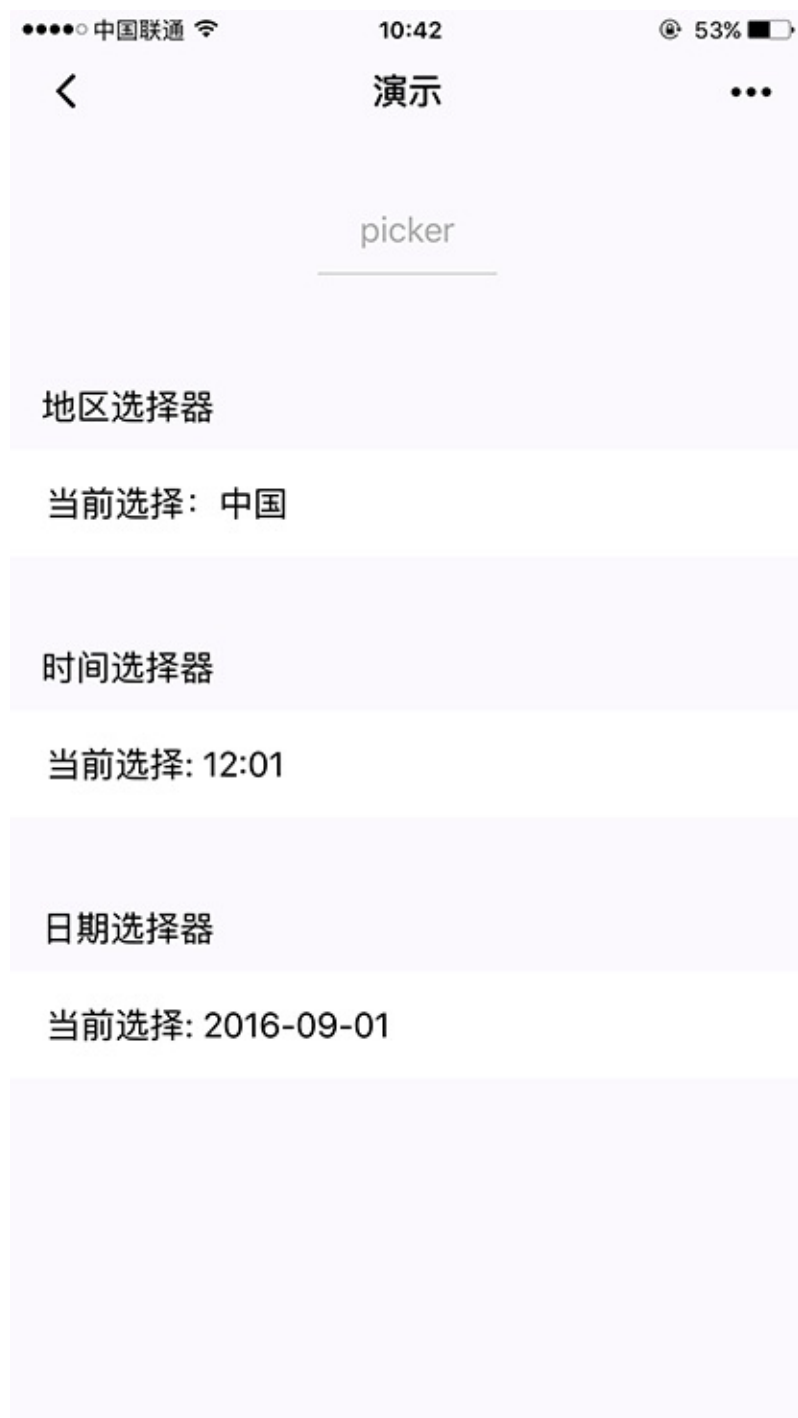 中国联通 10:42 53%
演示
picker
地区选择器
当前选择：中国
时间选择器
当前选择: 12:01
日期选择器
当前选择: 2016-09-01